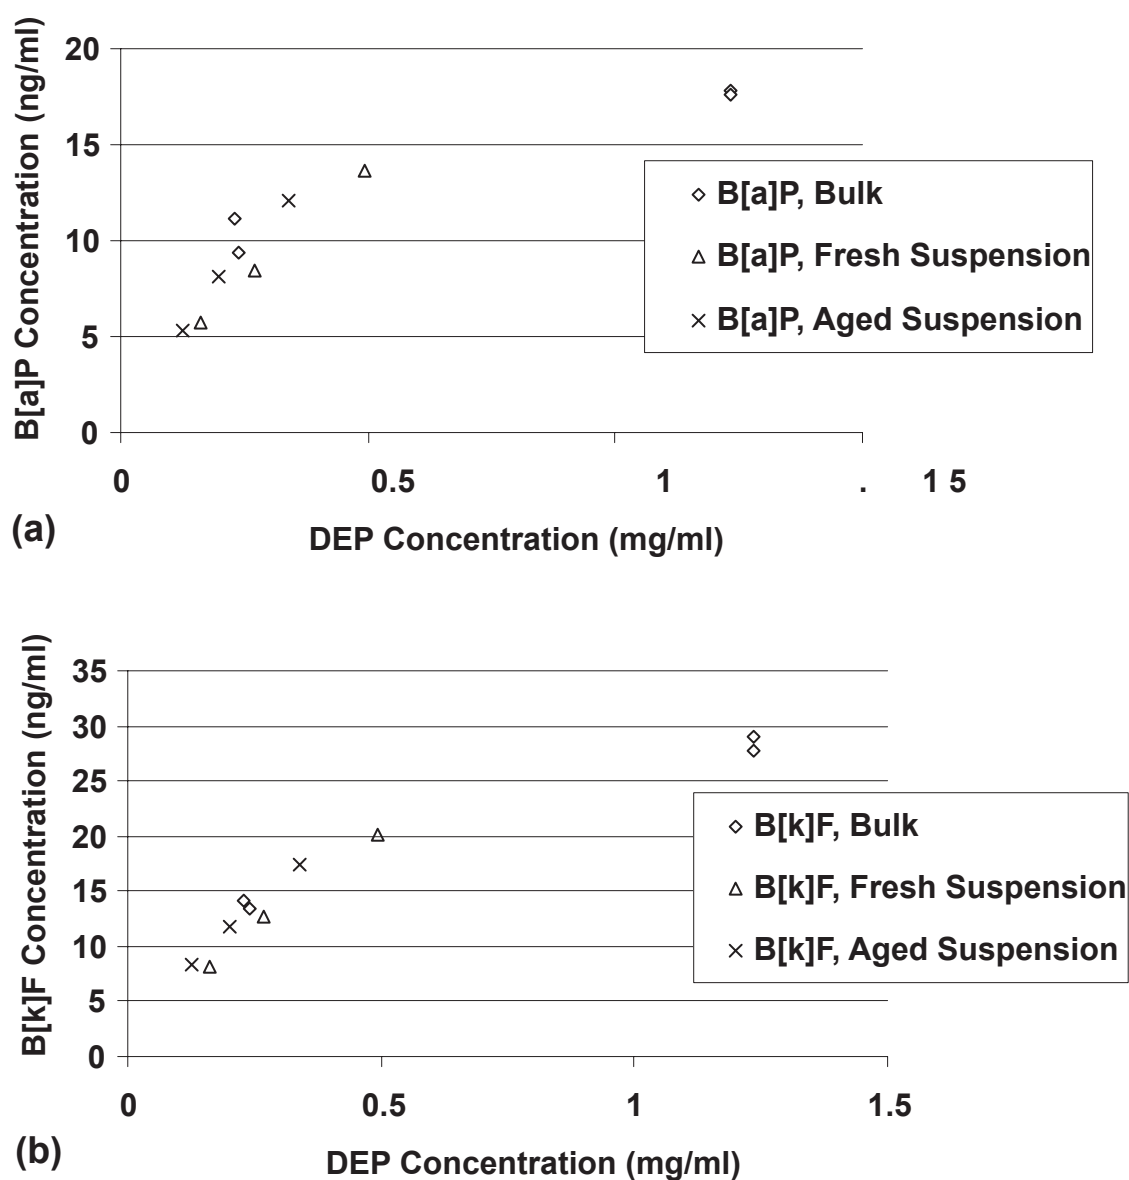 B[a]P Concentration (ng/ml)
20
15
10
5
0
B[a]P, Bulk
B[a]P, Fresh Suspension
B[a]P, Aged Suspension
0 0.5 1 . 1 5
(a)
DEP Concentration (mg/ml)
B[k]F Concentration (ng/ml)
35
30
25
20
15
10
5
0
B[k]F, Bulk
B[k]F, Fresh Suspension
B[k]F, Aged Suspension
0 0.5 1 1.5
(b)
DEP Concentration (mg/ml)